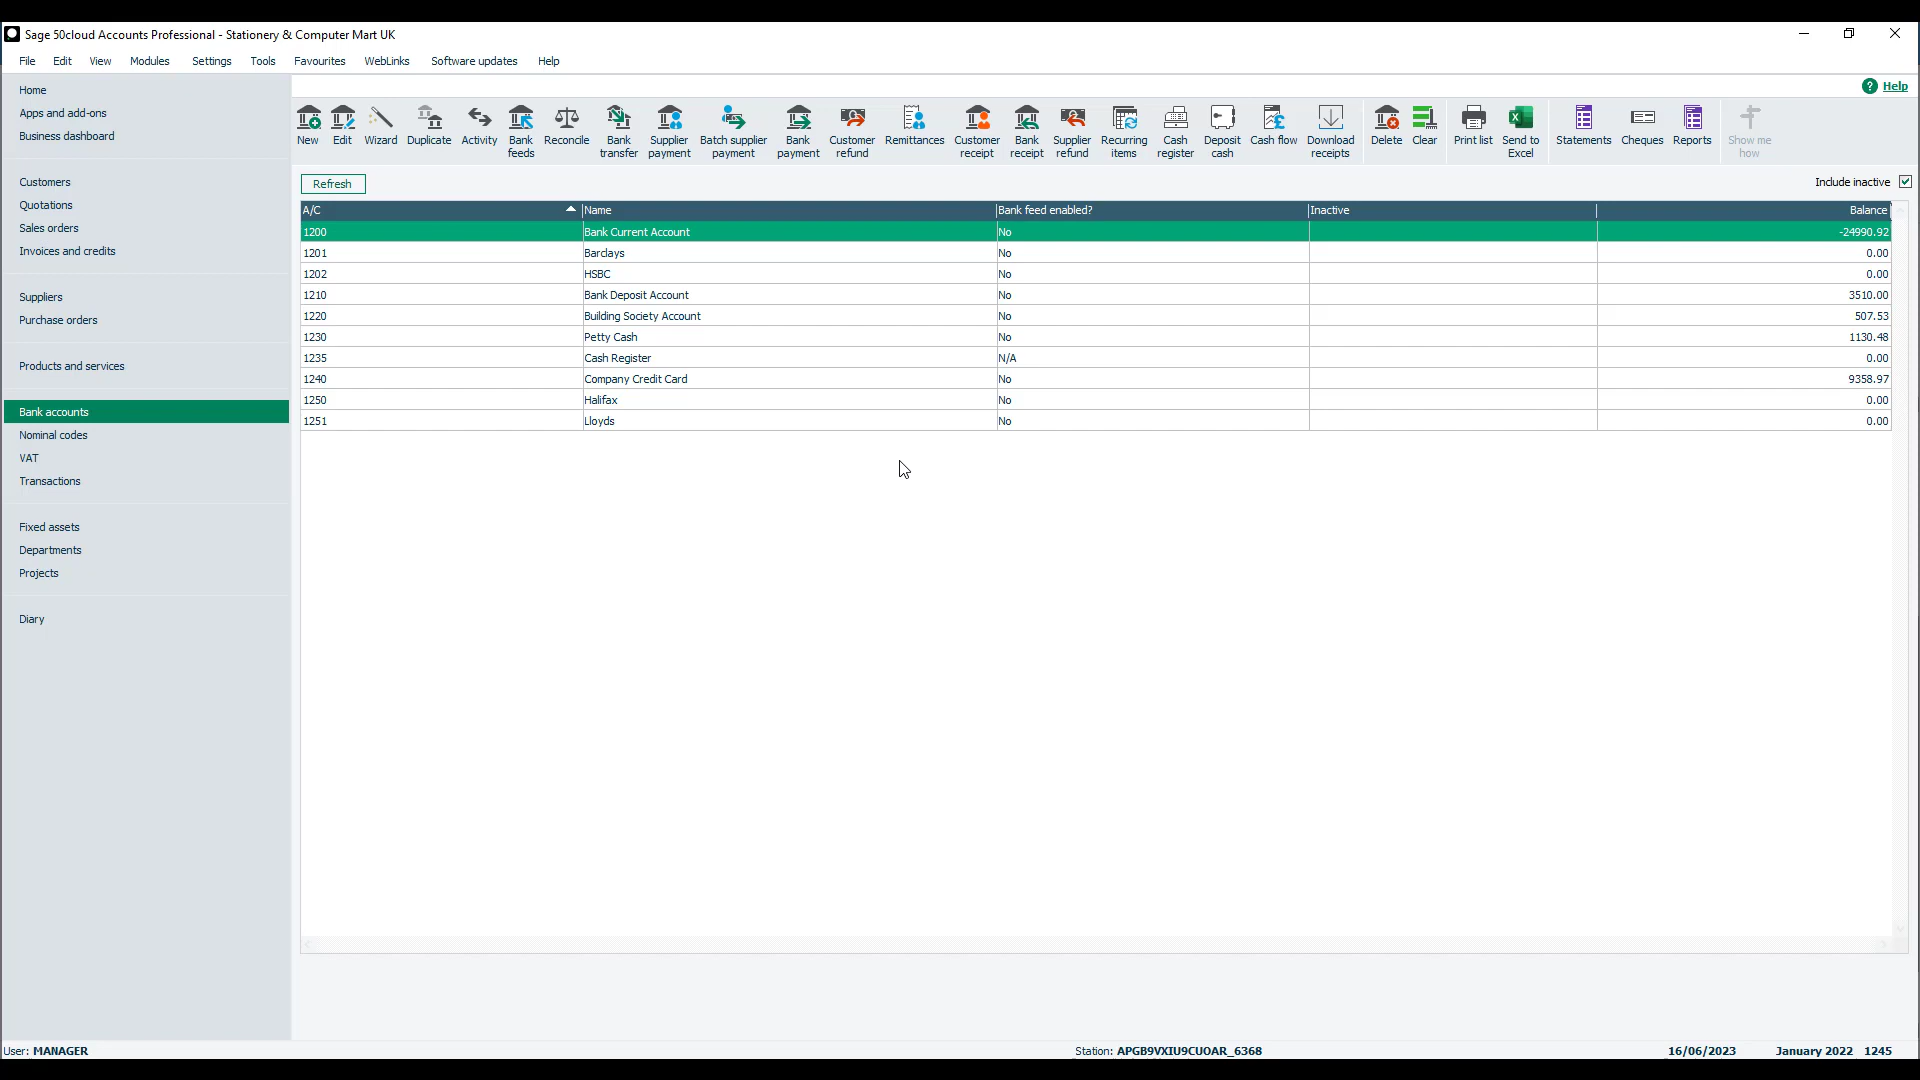 Sage 50cloud Accounts Professional - Stationery & Computer Mart UK
File Edit View Modules Settings Tools Favourites WebLinks Software updates Help
Home
Apps and add-ons
Business dashboard
Customers
Quotations
Sales orders
Invoices and credits
Suppliers
Purchase orders
Products and services
Bank accounts
Nominal codes
VAT
Transactions
Fixed assets
Departments
Projects
Diary
? Help
New
Edit
Wizard
Duplicate
Activity
Bank
feeds
Reconcile
Bank
transfer
Supplier
payment
Batch supplier
payment
Bank
payment
Customer
refund
Remittances
Customer
receipt
Bank
receipt
Supplier
refund
Recurring
items
Cash
register
Deposit
cash
Cash flow
Download
receipts
Delete
Clear
Print list
Send to
Excel
Statements
Cheques
Reports
Show me
how
Refresh
Include inactive
A/C Name Bank feed enabled? Inactive Balance
1200 Bank Current Account No -24990.92
1201 Barclays No 0.00
1202 HSBC No 0.00
1210 Bank Deposit Account No 3510.00
1220 Building Society Account No 507.53
1230 Petty Cash No 1130.48
1235 Cash Register N/A 0.00
1240 Company Credit Card No 9358.97
1250 Halifax No 0.00
1251 Lloyds No 0.00
User: MANAGER Station: APGB9VXIU9CUOAR_6368 16/06/2023 January 2022 1245